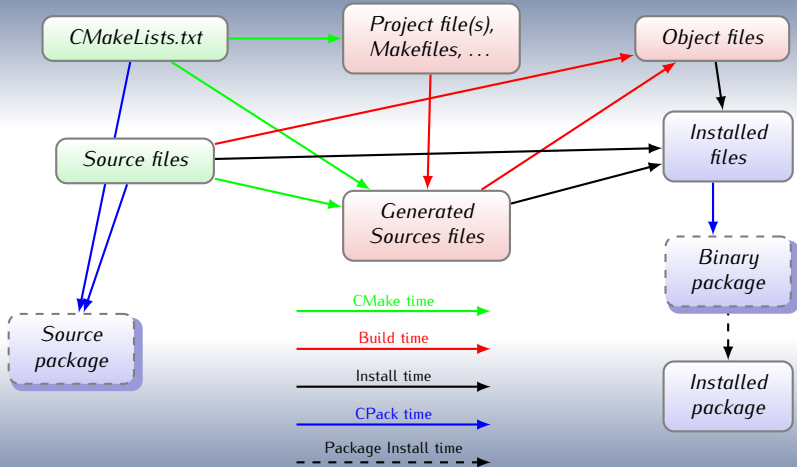 CMakeLists.txt
Project file(s),
Makefiles, ...
Object files
Source files
Installed
files
Generated
Sources files
Binary
package
Source
package
CMake time
Build time
Install time
CPack time
Package Install time
Installed
package